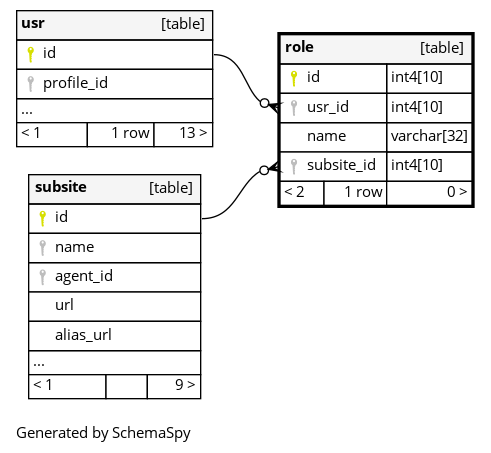 usr [table]
id
profile_id
...
< 1 1 row 13 >
role [table]
id int4[10]
usr_id int4[10]
name varchar[32]
subsite_id int4[10]
< 2 1 row 0 >
subsite [table]
id
name
agent_id
url
alias_url
...
< 1 9 >
Generated by SchemaSpy